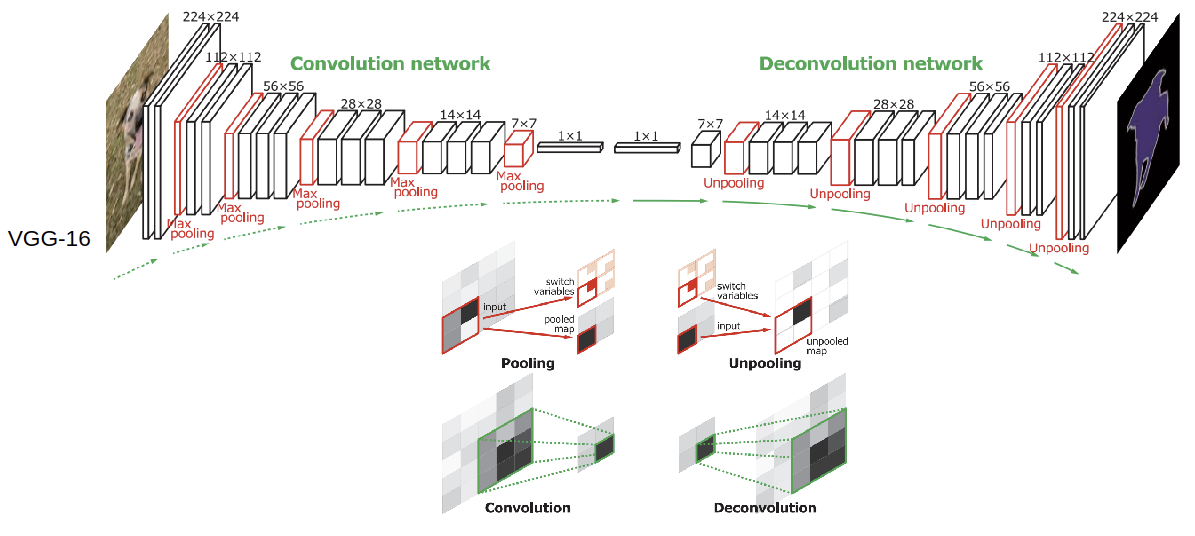 224×224
112×112
56×56
28×28
14×14
7×7
1×1
1×1
7×7
14×14
28×28
56×56
112×112
224×224
Convolution network
Deconvolution network
Max
pooling
Max
pooling
Max
pooling
Max
pooling
Max
pooling
Unpooling
Unpooling
Unpooling
Unpooling
Unpooling
VGG-16
input
switch
variables
pooled
map
Pooling
switch
variables
input
unpooled
map
Unpooling
Convolution
Deconvolution